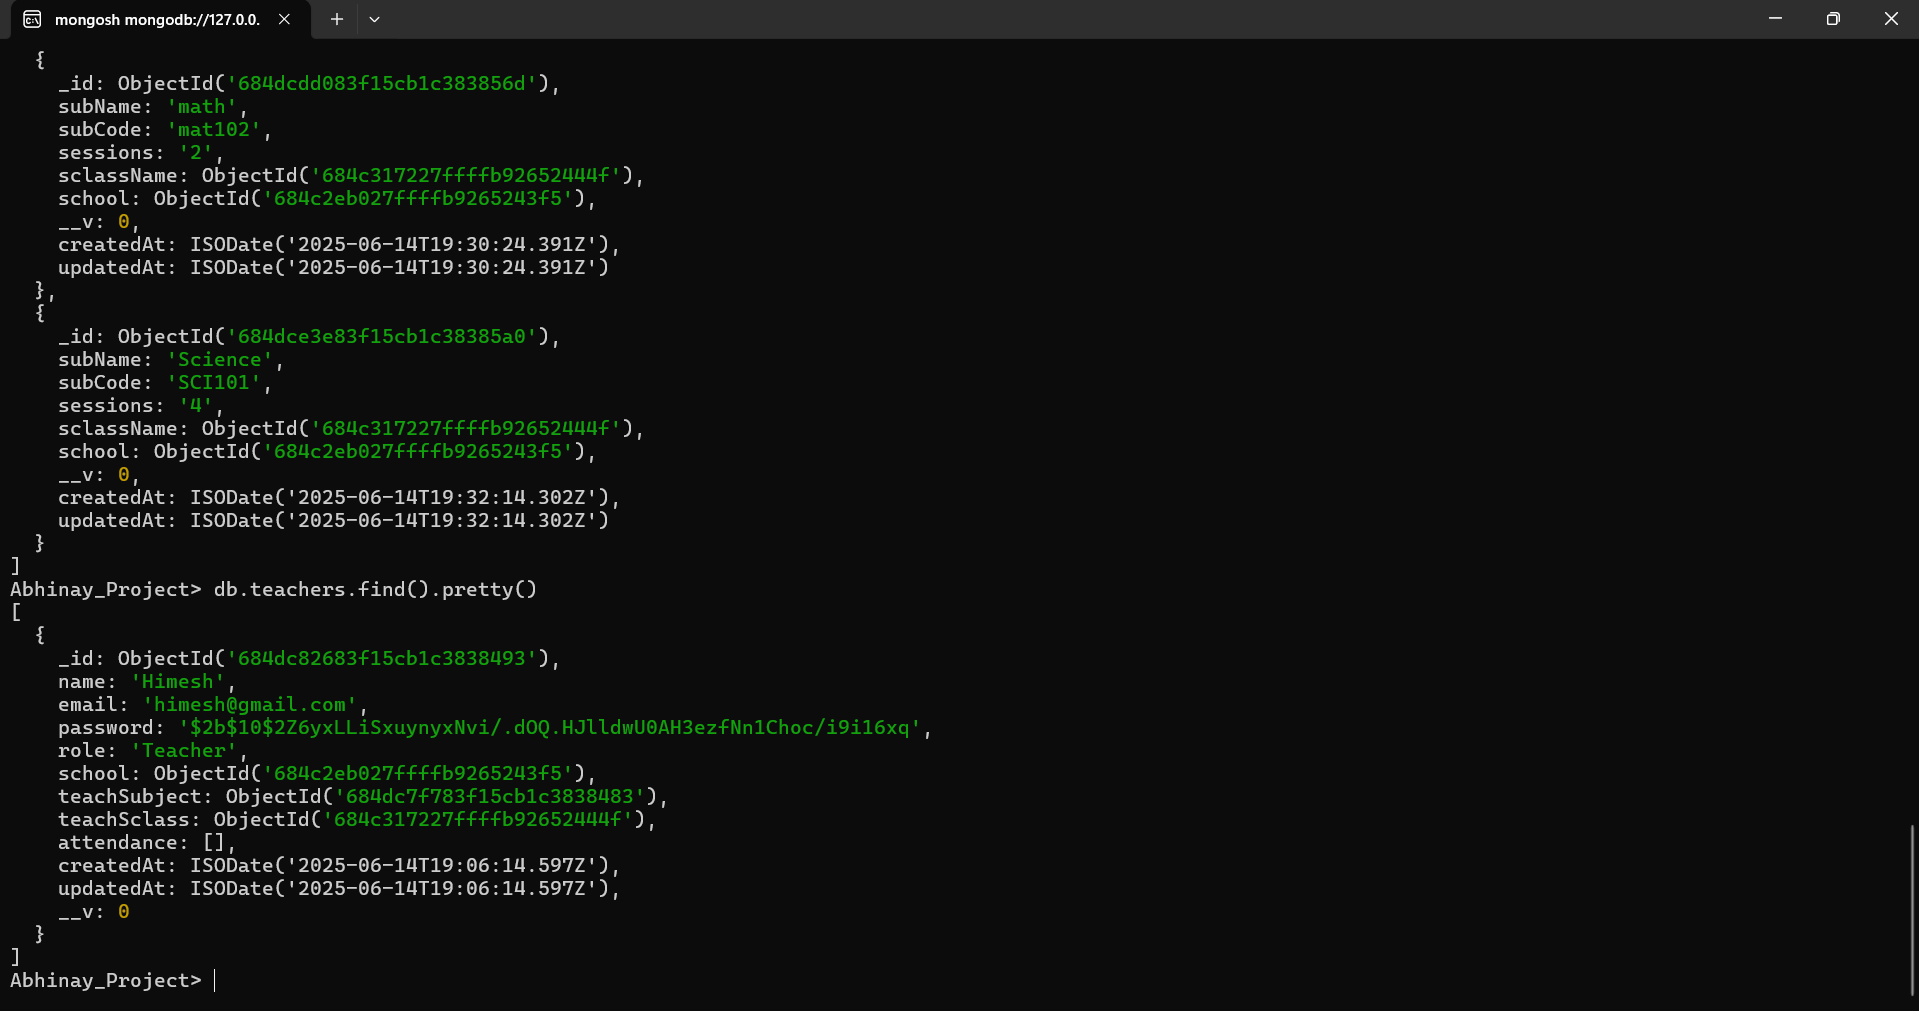 mongosh mongodb://127.0.0.
{
_id: ObjectId('684dcdd083f15cb1c383856d'),
subName: 'math',
subCode: 'mat102',
sessions: '2',
sclassName: ObjectId('684c317227ffffb92652444f'),
school: ObjectId('684c2eb027ffffb9265243f5'),
__v: 0,
createdAt: ISODate('2025-06-14T19:30:24.391Z'),
updatedAt: ISODate('2025-06-14T19:30:24.391Z')
},
{
_id: ObjectId('684dce3e83f15cb1c38385a0'),
subName: 'Science',
subCode: 'SCI101',
sessions: '4',
sclassName: ObjectId('684c317227ffffb92652444f'),
school: ObjectId('684c2eb027ffffb9265243f5'),
__v: 0,
createdAt: ISODate('2025-06-14T19:32:14.302Z'),
updatedAt: ISODate('2025-06-14T19:32:14.302Z')
}
]
Abhinay_Project> db.teachers.find().pretty()
[
{
_id: ObjectId('684dc82683f15cb1c3838493'),
name: 'Himesh',
email: 'himesh@gmail.com',
password: '$2b$10$2Z6yxLLiSxuynyxNvi/.dOQ.HJlldwU0AH3ezfNn1Choc/i9i16xq',
role: 'Teacher',
school: ObjectId('684c2eb027ffffb9265243f5'),
teachSubject: ObjectId('684dc7f783f15cb1c3838483'),
teachSclass: ObjectId('684c317227ffffb92652444f'),
attendance: [],
createdAt: ISODate('2025-06-14T19:06:14.597Z'),
updatedAt: ISODate('2025-06-14T19:06:14.597Z'),
__v: 0
}
]
Abhinay_Project>